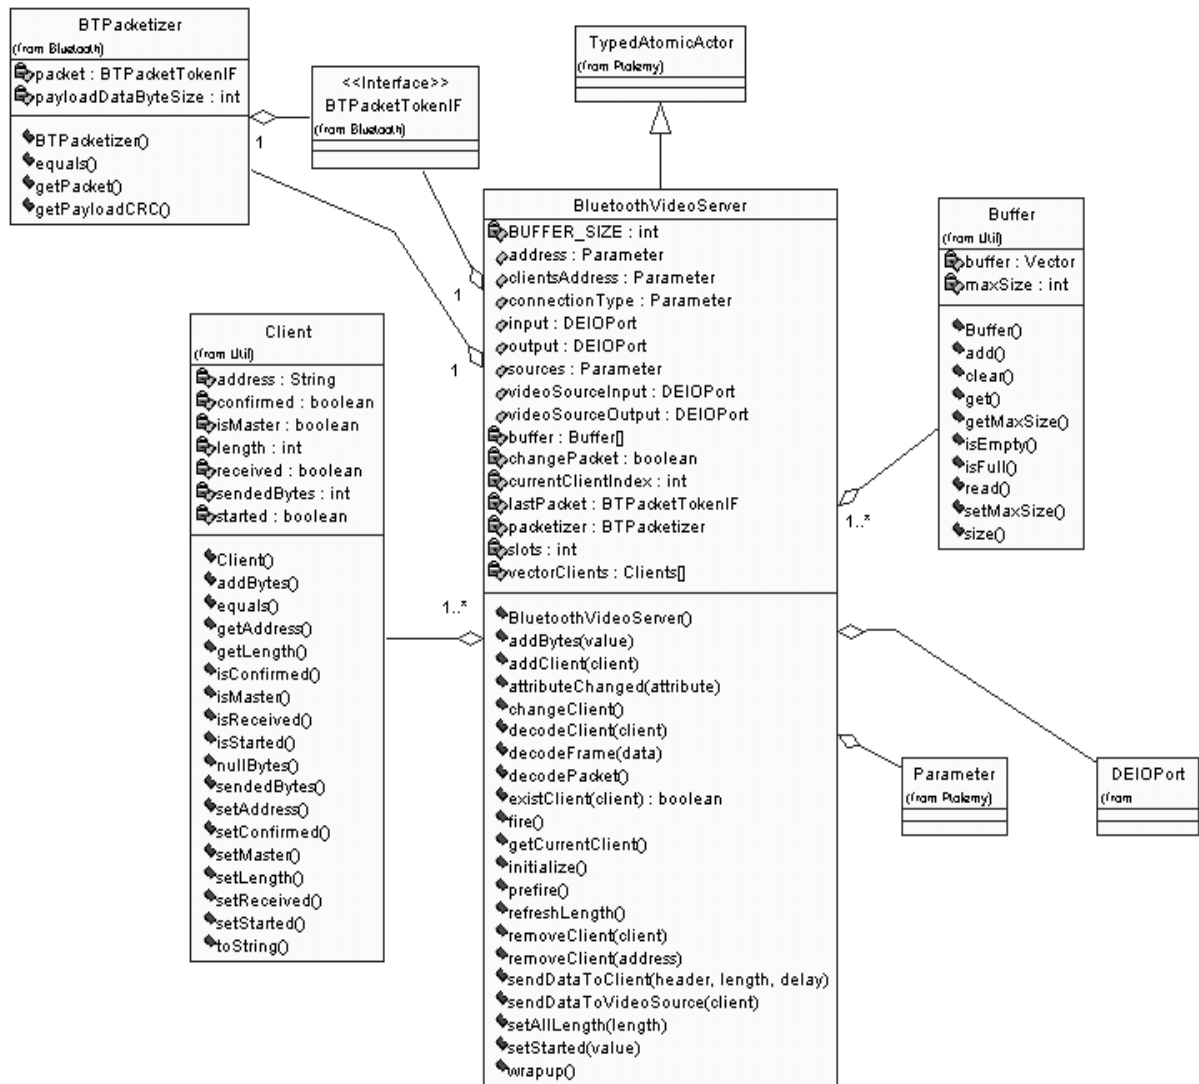 BTPacketizer
(from Bluetooth)
packet : BTPacketTokenIF
payloadDataByteSize : int
BTPacketizer()
equals()
getPacket()
getPayloadCRC()
1
<<Interface>>
BTPacketTokenIF
(from Bluetooth)
TypedAtomicActor
(from Ptolemy)
1
1
BluetoothVideoServer
BUFFER_SIZE : int
address : Parameter
clientsAddress : Parameter
connectionType : Parameter
input : DEIOPort
output : DEIOPort
sources : Parameter
videoSourceInput : DEIOPort
videoSourceOutput : DEIOPort
buffer : Buffer[]
changePacket : boolean
currentClientIndex : int
lastPacket : BTPacketTokenIF
packetizer : BTPacketizer
slots : int
vectorClients : Clients[]
BluetoothVideoServer()
addBytes(value)
addClient(client)
attributeChanged(attribute)
changeClient()
decodeClient(client)
decodeFrame(data)
decodePacket()
existClient(client) : boolean
fire()
getCurrentClient()
initialize()
prefire()
refreshLength()
removeClient(client)
removeClient(address)
sendDataToClient(header, length, delay)
sendDataToVideoSource(client)
setAllLength(length)
setStarted(value)
wrapup()
Buffer
(from Util)
buffer : Vector
maxSize : int
Buffer()
add()
clear()
get()
getMaxSize()
isEmpty()
isFull()
read()
setMaxSize()
size()
1..*
Client
(from Util)
address : String
confirmed : boolean
isMaster : boolean
length : int
received : boolean
sendedBytes : int
started : boolean
Client()
addBytes()
equals()
getAddress()
getLength()
isConfirmed()
isMaster()
isReceived()
isStarted()
nullBytes()
sendedBytes()
setAddress()
setConfirmed()
setMaster()
setLength()
setReceived()
setStarted()
toString()
1..*
Parameter
(from Ptolemy)
DEIOPort
(from